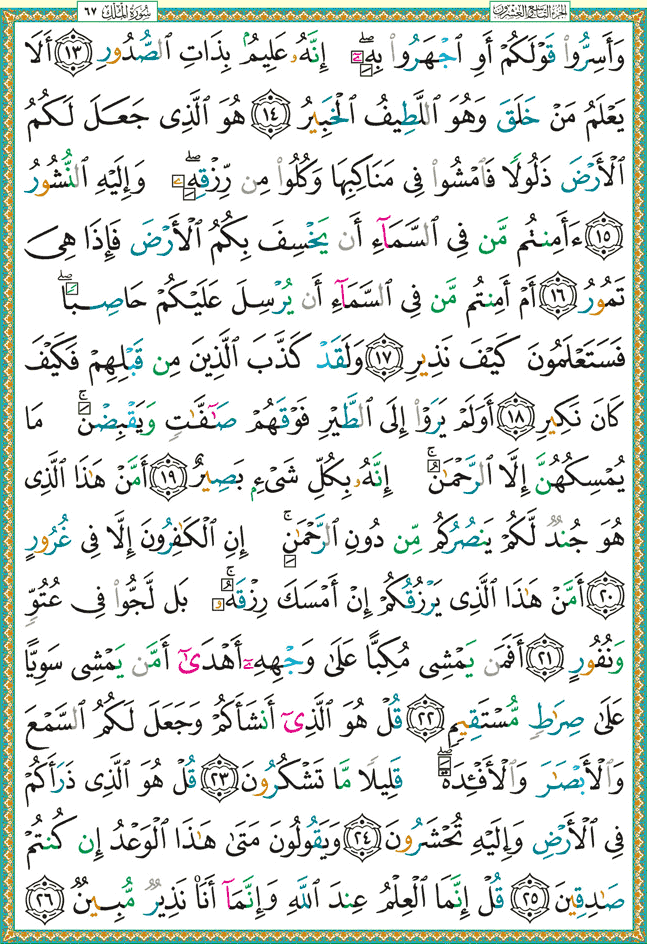 سُورَةُ المُلْكِ ٦٧ الجزء التاسع والعشرون
وَأَسِرُّوا۟ قَوْلَكُمْ أَوِ ٱجْهَرُوا۟ بِهِۦٓ ۖ إِنَّهُۥ عَلِيمُۢ بِذَاتِ ٱلصُّدُورِ ١٣ أَلَا
يَعْلَمُ مَنْ خَلَقَ وَهُوَ ٱللَّطِيفُ ٱلْخَبِيرُ ١٤ هُوَ ٱلَّذِى جَعَلَ لَكُمُ
ٱلْأَرْضَ ذَلُولًا فَٱمْشُوا۟ فِى مَنَاكِبِهَا وَكُلُوا۟ مِن رِّزْقِهِۦ ۖ وَإِلَيْهِ ٱلنُّشُورُ
١٥ ءَأَمِنتُم مَّن فِى ٱلسَّمَآءِ أَن يَخْسِفَ بِكُمُ ٱلْأَرْضَ فَإِذَا هِىَ
تَمُورُ ١٦ أَمْ أَمِنتُم مَّن فِى ٱلسَّمَآءِ أَن يُرْسِلَ عَلَيْكُمْ حَاصِبًا ۖ
فَسَتَعْلَمُونَ كَيْفَ نَذِيرِ ١٧ وَلَقَدْ كَذَّبَ ٱلَّذِينَ مِن قَبْلِهِمْ فَكَيْفَ
كَانَ نَكِيرِ ١٨ أَوَلَمْ يَرَوْا۟ إِلَى ٱلطَّيْرِ فَوْقَهُمْ صَـٰٓفَّـٰتٍ وَيَقْبِضْنَ ۚ مَا
يُمْسِكُهُنَّ إِلَّا ٱلرَّحْمَـٰنُ ۚ إِنَّهُۥ بِكُلِّ شَىْءِۭ بَصِيرٌ ١٩ أَمَّنْ هَـٰذَا ٱلَّذِى
هُوَ جُندٌ لَّكُمْ يَنصُرُكُم مِّن دُونِ ٱلرَّحْمَـٰنِ ۚ إِنِ ٱلْكَـٰفِرُونَ إِلَّا فِى غُرُورٍ
٢٠ أَمَّنْ هَـٰذَا ٱلَّذِى يَرْزُقُكُمْ إِنْ أَمْسَكَ رِزْقَهُۥ ۚ بَل لَّجُّوا۟ فِى عُتُوٍّ
وَنُفُورٍ ٢١ أَفَمَن يَمْشِى مُكِبًّا عَلَىٰ وَجْهِهِۦٓ أَهْدَىٰٓ أَمَّن يَمْشِى سَوِيًّا
عَلَىٰ صِرَٰطٍ مُّسْتَقِيمٍ ٢٢ قُلْ هُوَ ٱلَّذِىٓ أَنشَأَكُمْ وَجَعَلَ لَكُمُ ٱلسَّمْعَ
وَٱلْأَبْصَـٰرَ وَٱلْأَفْـِٔدَةَ ۖ قَلِيلًا مَّا تَشْكُرُونَ ٢٣ قُلْ هُوَ ٱلَّذِى ذَرَأَكُمْ
فِى ٱلْأَرْضِ وَإِلَيْهِ تُحْشَرُونَ ٢٤ وَيَقُولُونَ مَتَىٰ هَـٰذَا ٱلْوَعْدُ إِن كُنتُمْ
صَـٰدِقِينَ ٢٥ قُلْ إِنَّمَا ٱلْعِلْمُ عِندَ ٱللَّهِ وَإِنَّمَآ أَنَا۠ نَذِيرٌ مُّبِينٌ ٢٦